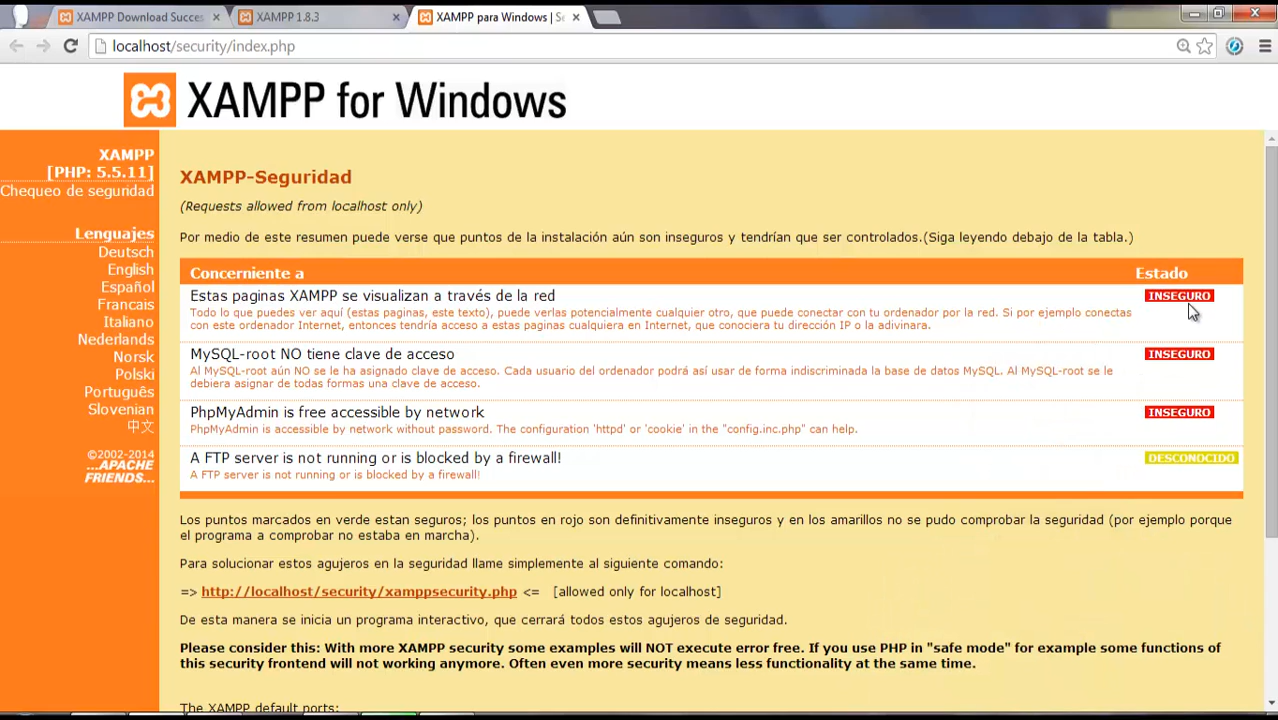 XAMPP Download Succes
XAMPP 1.8.3
XAMPP para Windows | Se
localhost/security/index.php
XAMPP for Windows
XAMPP
[PHP: 5.5.11]
Chequeo de seguridad
Lenguajes
Deutsch
English
Español
Francais
Italiano
Nederlands
Norsk
Polski
Português
Slovenian
中文
©2002-2014
...APACHE
FRIENDS...
XAMPP-Seguridad
(Requests allowed from localhost only)
Por medio de este resumen puede verse que puntos de la instalación aún son inseguros y tendrían que ser controlados.(Siga leyendo debajo de la tabla.)
Concerniente a Estado
Estas paginas XAMPP se visualizan a través de la red INSEGURO
Todo lo que puedes ver aquí (estas paginas, este texto), puede verlas potencialmente cualquier otro, que puede conectar con tu ordenador por la red. Si por ejemplo conectas
con este ordenador Internet, entonces tendría acceso a estas paginas cualquiera en Internet, que conociera tu dirección IP o la adivinara.
MySQL-root NO tiene clave de acceso INSEGURO
Al MySQL-root aún NO se le ha asignado clave de acceso. Cada usuario del ordenador podrá así usar de forma indiscriminada la base de datos MySQL. Al MySQL-root se le
debiera asignar de todas formas una clave de acceso.
PhpMyAdmin is free accessible by network INSEGURO
PhpMyAdmin is accessible by network without password. The configuration 'httpd' or 'cookie' in the "config.inc.php" can help.
A FTP server is not running or is blocked by a firewall! DESCONOCIDO
A FTP server is not running or is blocked by a firewall!
Los puntos marcados en verde estan seguros; los puntos en rojo son definitivamente inseguros y en los amarillos no se pudo comprobar la seguridad (por ejemplo porque
el programa a comprobar no estaba en marcha).
Para solucionar estos agujeros en la seguridad llame simplemente al siguiente comando:
=> http://localhost/security/xamppsecurity.php <= [allowed only for localhost]
De esta manera se inicia un programa interactivo, que cerrará todos estos agujeros de seguridad.
Please consider this: With more XAMPP security some examples will NOT execute error free. If you use PHP in "safe mode" for example some functions of
this security frontend will not working anymore. Often even more security means less functionality at the same time.
The XAMPP default ports: